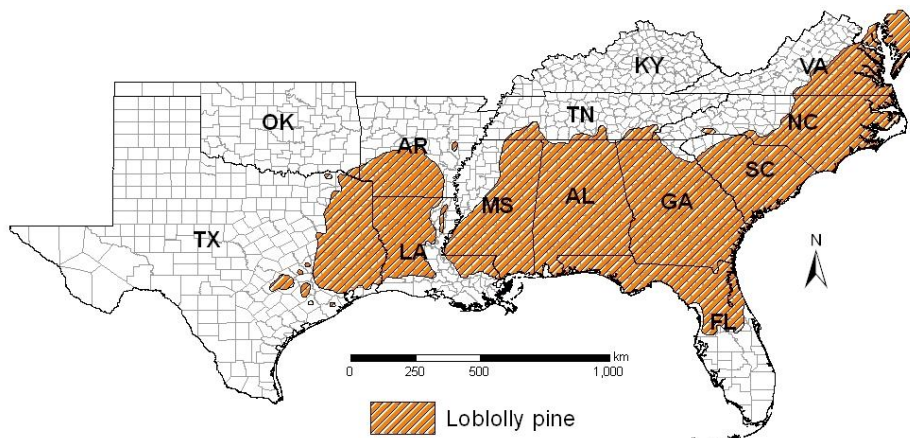 KY
VA
TN
NC
OK
AR
SC
MS
AL
GA
TX
LA
N
FL
km
0 250 500 1,000
Loblolly pine